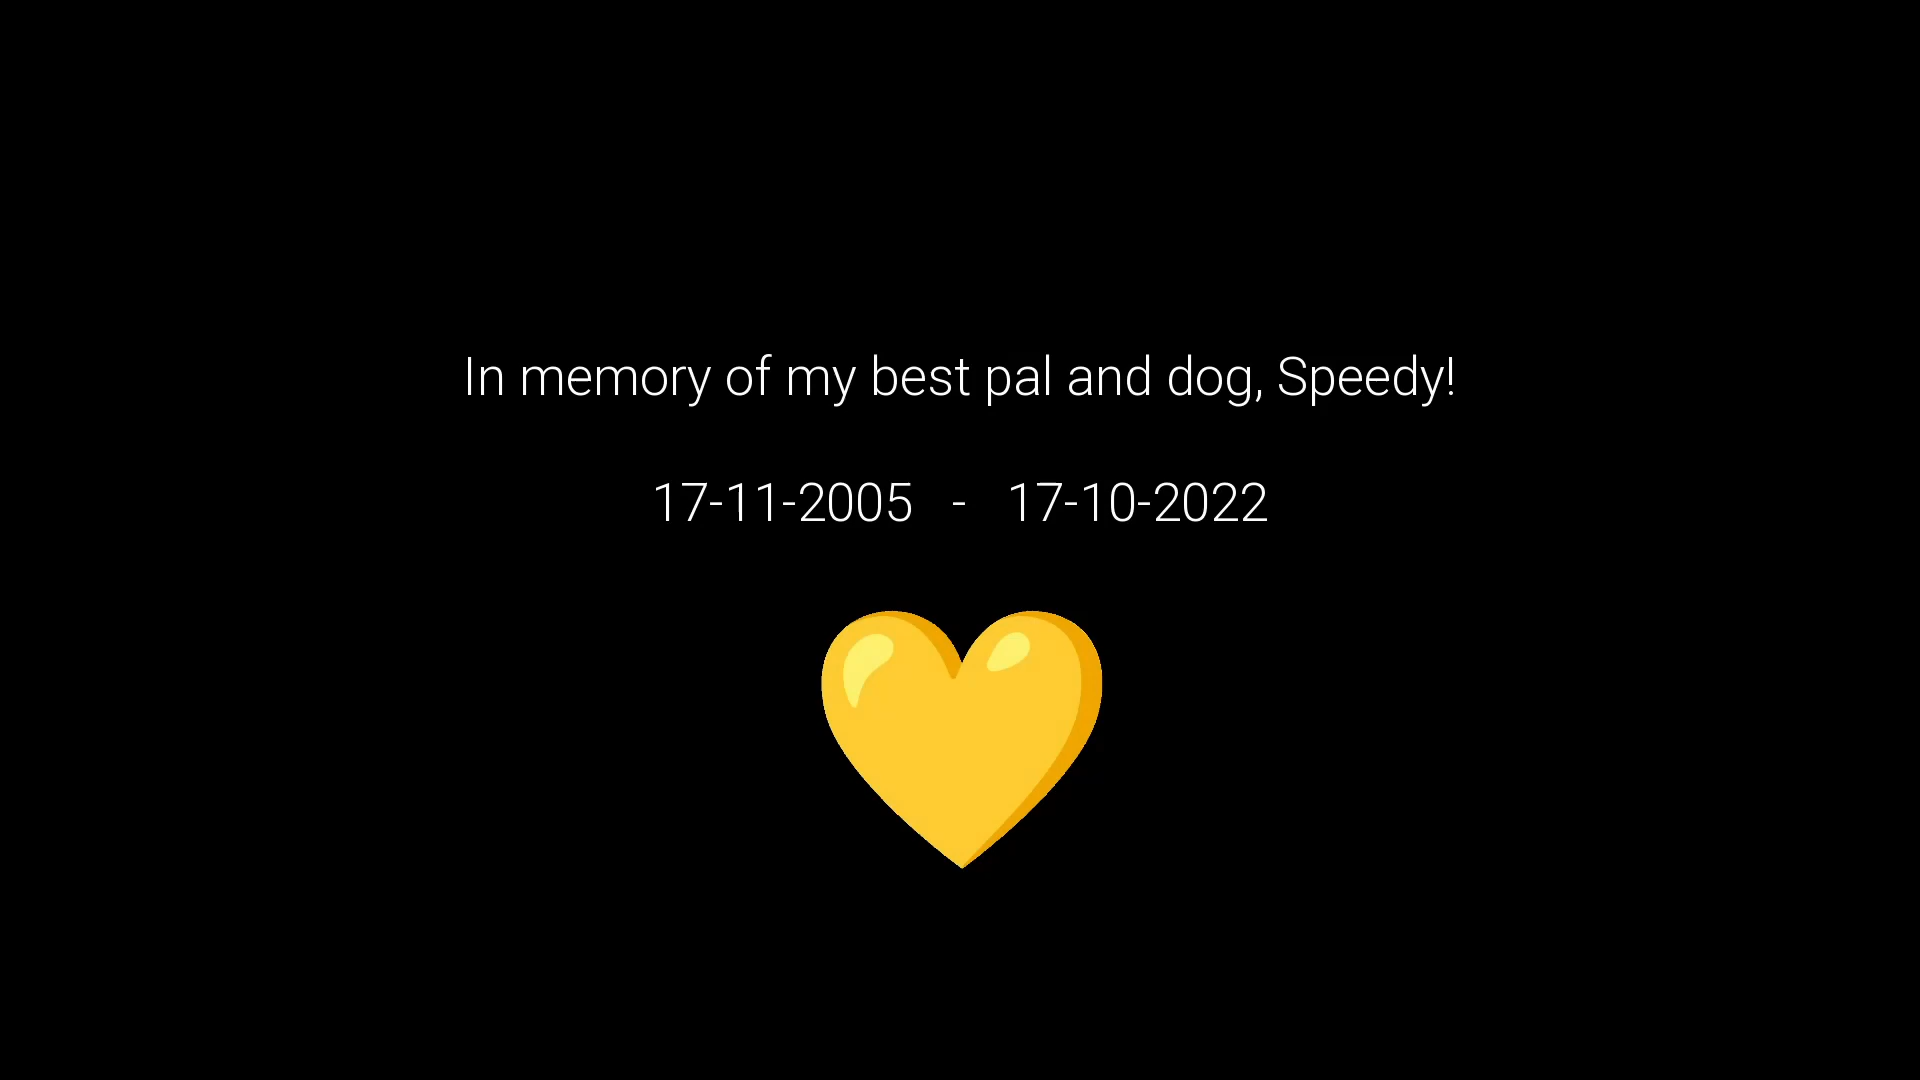 In memory of my best pal and dog, Speedy!
17-11-2005 - 17-10-2022